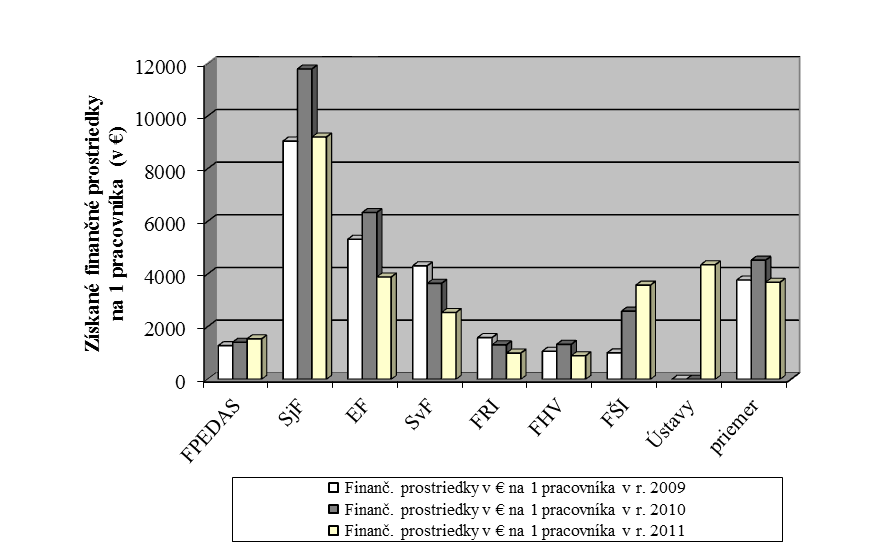 Získané finančné prostriedky
na 1 pracovníka (v €)
12000
10000
8000
6000
4000
2000
0
FPEDAS
SjF
EF
SvF
FRI
FHV
FŠI
Ústavy
priemer
Finanč. prostriedky v € na 1 pracovníka v r. 2009
Finanč. prostriedky v € na 1 pracovníka v r. 2010
Finanč. prostriedky v € na 1 pracovníka v r. 2011